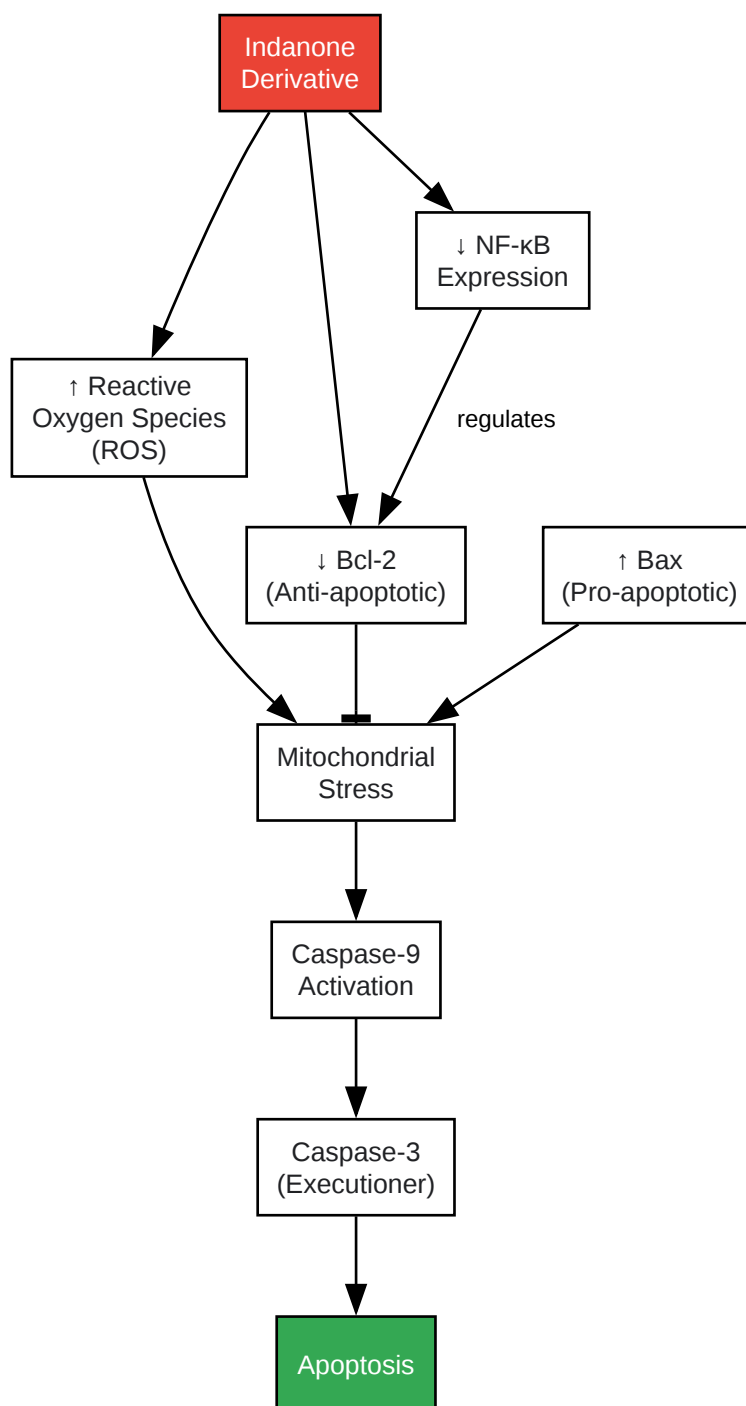 Indanone
Derivative
↓ NF-κB
Expression
↑ Reactive
Oxygen Species
(ROS)
regulates
↓ Bcl-2
(Anti-apoptotic)
↑ Bax
(Pro-apoptotic)
Mitochondrial
Stress
Caspase-9
Activation
Caspase-3
(Executioner)
Apoptosis